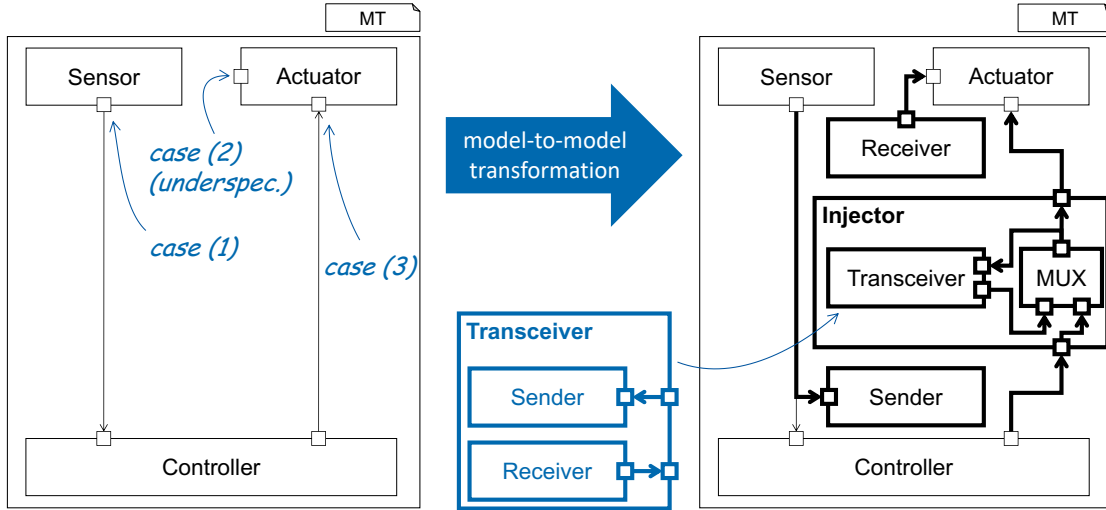 MT
Sensor
Actuator
case (2)
(underspec.)
case (1)
case (3)
Controller
model-to-model
transformation
Transceiver
Sender
Receiver
MT
Sensor
Actuator
Receiver
Injector
Transceiver
MUX
Sender
Controller